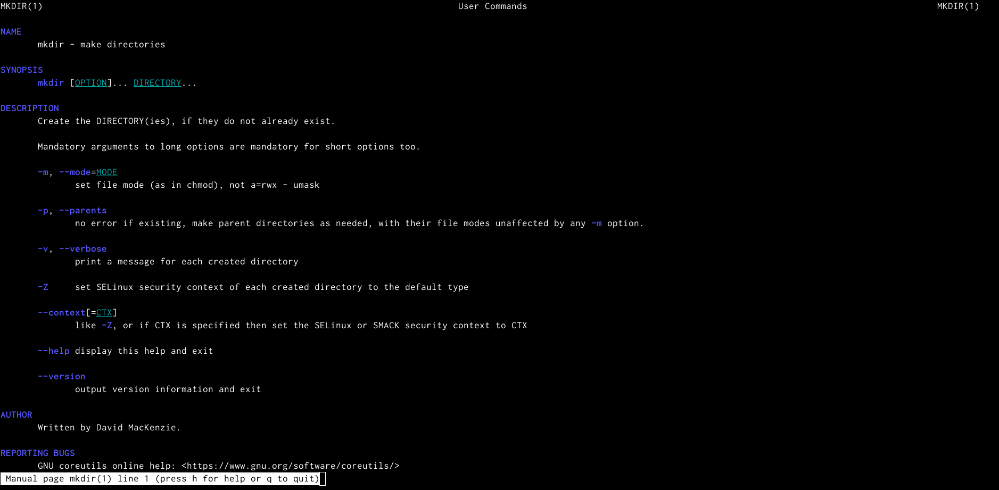 MKDIR(1) User Commands MKDIR(1)
NAME
mkdir - make directories
SYNOPSIS
mkdir [OPTION]... DIRECTORY...
DESCRIPTION
Create the DIRECTORY(ies), if they do not already exist.
Mandatory arguments to long options are mandatory for short options too.
-m, --mode=MODE
set file mode (as in chmod), not a=rwx - umask
-p, --parents
no error if existing, make parent directories as needed, with their file modes unaffected by any -m option.
-v, --verbose
print a message for each created directory
-Z set SELinux security context of each created directory to the default type
--context[=CTX]
like -Z, or if CTX is specified then set the SELinux or SMACK security context to CTX
--help display this help and exit
--version
output version information and exit
AUTHOR
Written by David MacKenzie.
REPORTING BUGS
GNU coreutils online help: <https://www.gnu.org/software/coreutils/>
Manual page mkdir(1) line 1 (press h for help or q to quit)